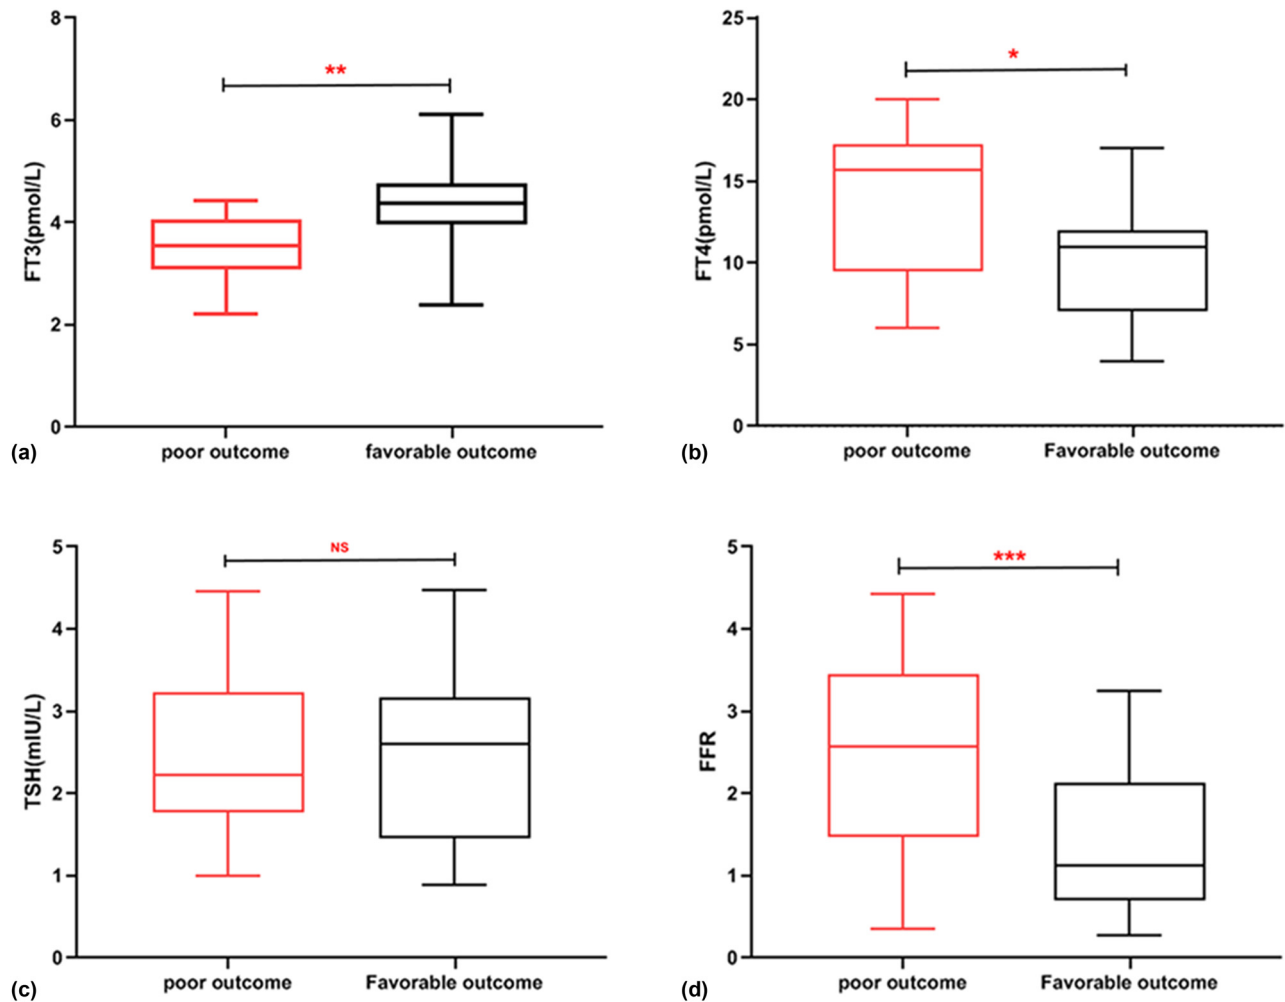 8
6
4
2
0
FT3(pmol/L)
**
poor outcome
favorable outcome
(a)
25
20
15
10
5
0
FT4(pmol/L)
*
poor outcome
Favorable outcome
(b)
5
4
3
2
1
0
TSH(mIU/L)
NS
poor outcome
Favorable outcome
(c)
5
4
3
2
1
0
FFR
***
poor outcome
Favorable outcome
(d)